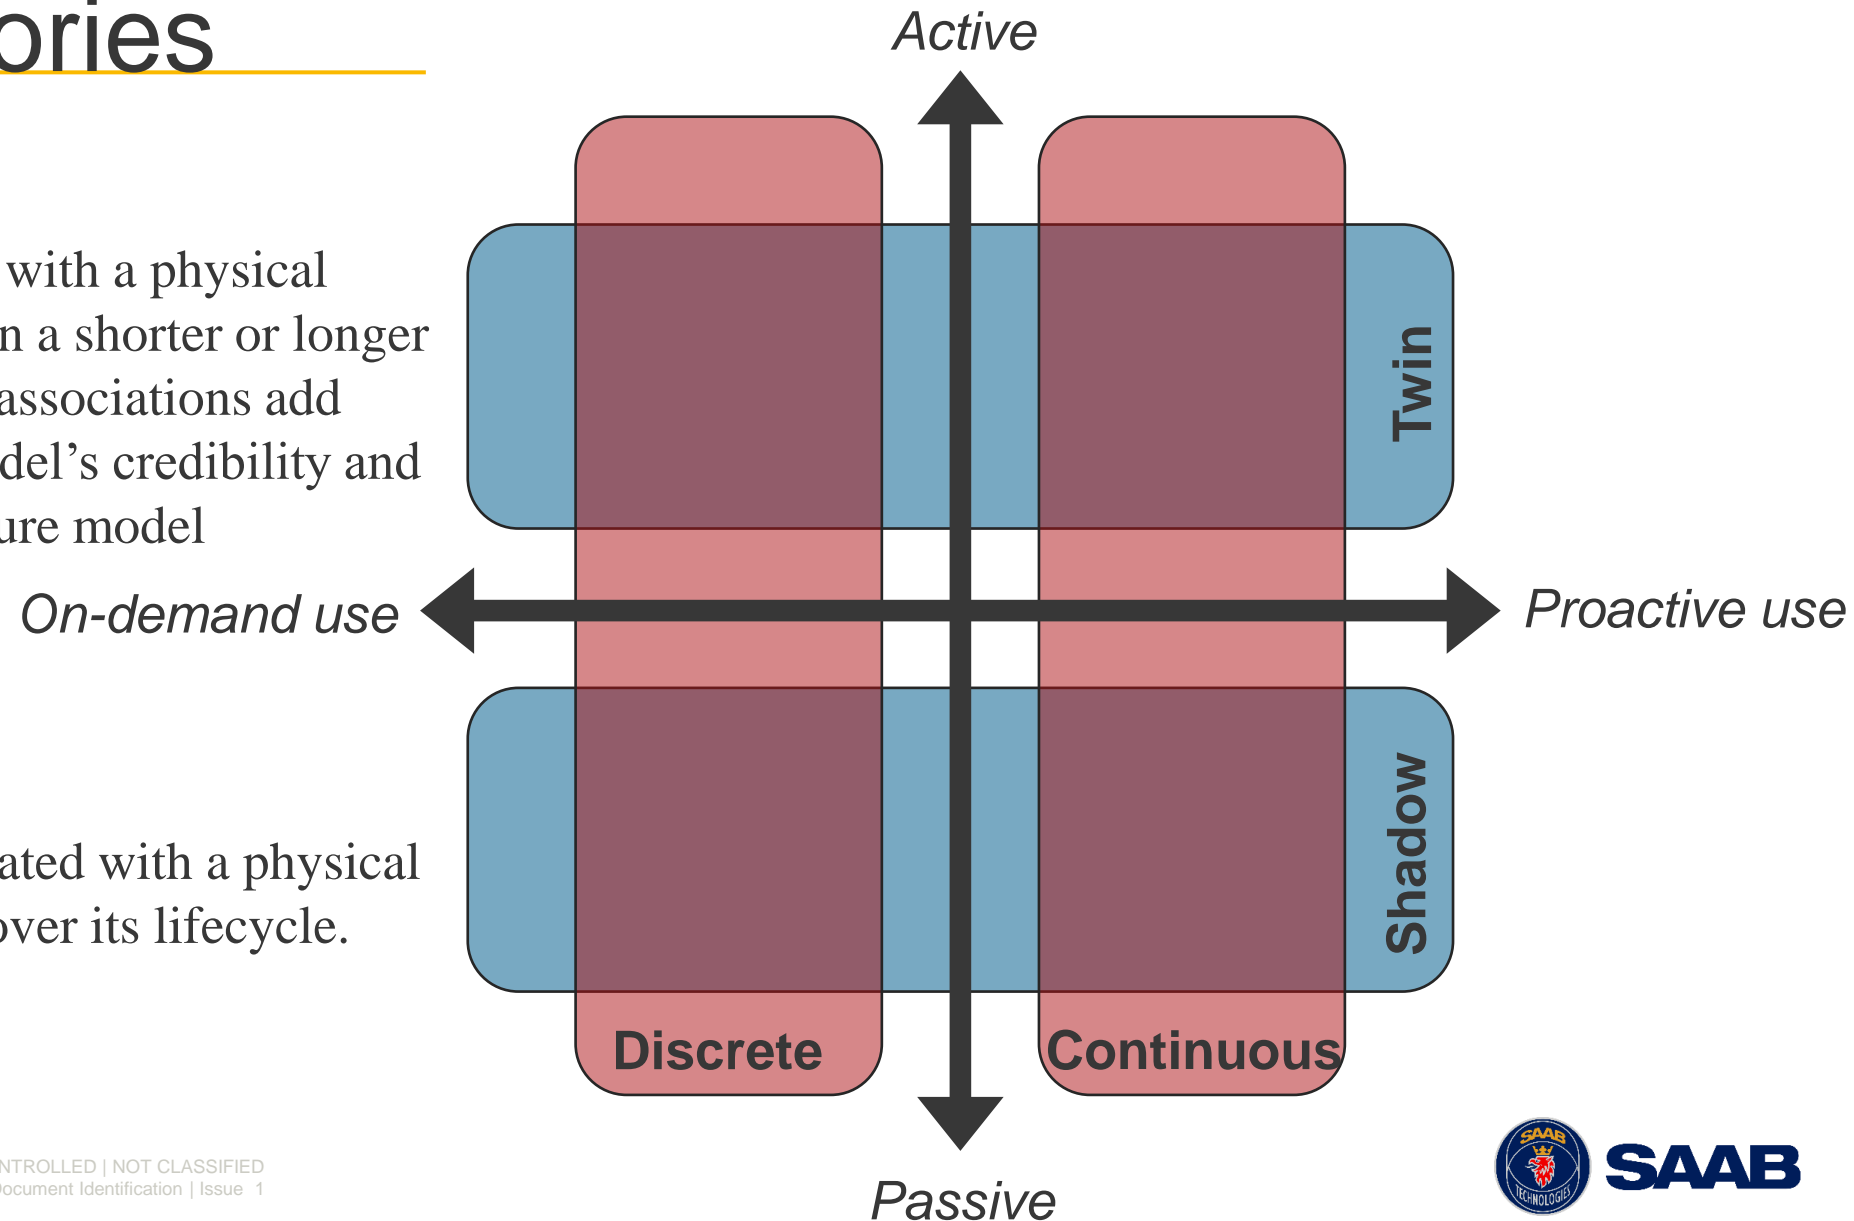 ories
Active
with a physical
n a shorter or longer
associations add
del’s credibility and
ure model
Twin
On-demand use
Proactive use
ated with a physical
over its lifecycle.
Shadow
Discrete
Continuous
Passive
NTROLLED | NOT CLASSIFIED
Document Identification | Issue 1
SAAB
TECHNOLOGIES
SAAB